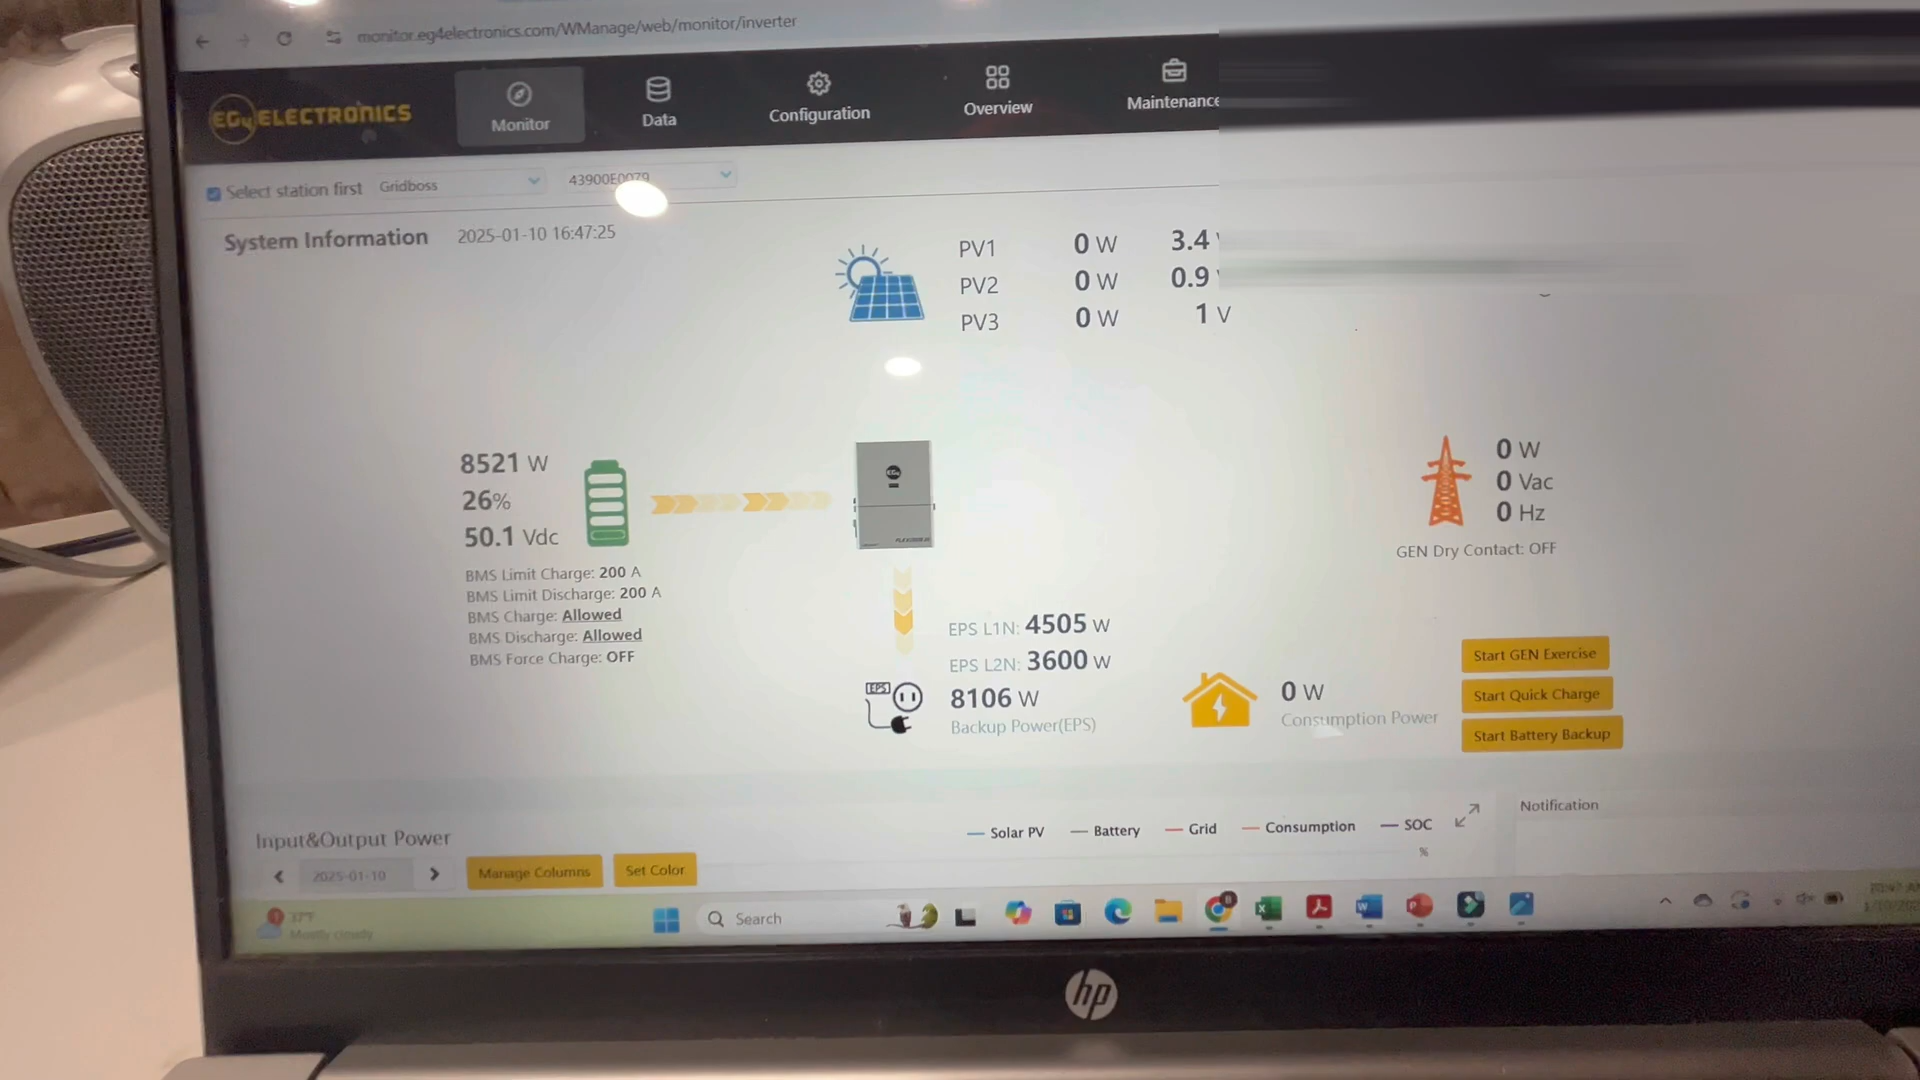 monitor.eg4electronics.com/WManage/web/monitor/inverter
EG4 ELECTRONICS
Monitor
Data
Configuration
Overview
Maintenance
Select station first
Gridboss
43900E0079
System Information
2025-01-10 16:47:25
PV1 0 W 3.4
PV2 0 W 0.9
PV3 0 W 1 V
8521 W
26%
50.1 Vdc
BMS Limit Charge: 200 A
BMS Limit Discharge: 200 A
BMS Charge: Allowed
BMS Discharge: Allowed
BMS Force Charge: OFF
0 W
0 Vac
0 Hz
GEN Dry Contact: OFF
EPS L1N: 4505 W
EPS L2N: 3600 W
EPS
8106 W
Backup Power(EPS)
0 W
Consumption Power
Start GEN Exercise
Start Quick Charge
Start Battery Backup
Input&Output Power
Solar PV
Battery
Grid
Consumption
SOC
%
Notification
2025-01-10
Manage Columns
Set Color
37°F
Mostly cloudy
Search
hp